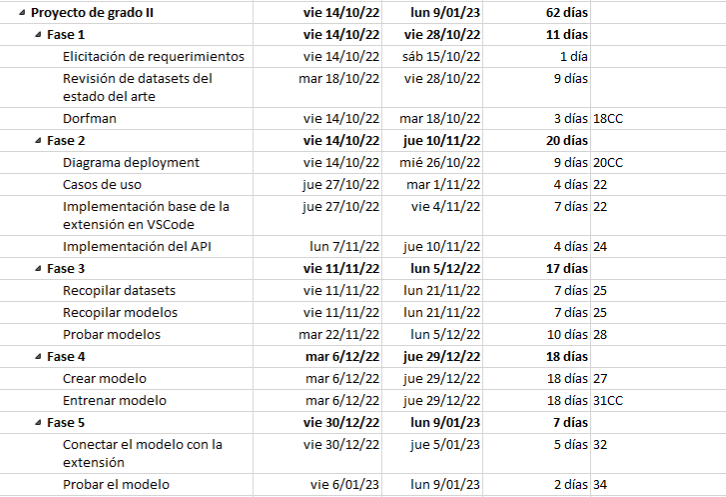 Proyecto de grado II vie 14/10/22 lun 9/01/23 62 días
Fase 1 vie 14/10/22 vie 28/10/22 11 días
Elicitación de requerimientos vie 14/10/22 sáb 15/10/22 1 día
Revisión de datasets del mar 18/10/22 vie 28/10/22 9 días
estado del arte
Dorfman vie 14/10/22 mar 18/10/22 3 días 18CC
Fase 2 vie 14/10/22 jue 10/11/22 20 días
Diagrama deployment vie 14/10/22 mié 26/10/22 9 días 20CC
Casos de uso jue 27/10/22 mar 1/11/22 4 días 22
Implementación base de la jue 27/10/22 vie 4/11/22 7 días 22
extensión en VSCode
Implementación del API lun 7/11/22 jue 10/11/22 4 días 24
Fase 3 vie 11/11/22 lun 5/12/22 17 días
Recopilar datasets vie 11/11/22 lun 21/11/22 7 días 25
Recopilar modelos vie 11/11/22 lun 21/11/22 7 días 25
Probar modelos mar 22/11/22 lun 5/12/22 10 días 28
Fase 4 mar 6/12/22 jue 29/12/22 18 días
Crear modelo mar 6/12/22 jue 29/12/22 18 días 27
Entrenar modelo mar 6/12/22 jue 29/12/22 18 días 31CC
Fase 5 vie 30/12/22 lun 9/01/23 7 días
Conectar el modelo con la vie 30/12/22 jue 5/01/23 5 días 32
extensión
Probar el modelo vie 6/01/23 lun 9/01/23 2 días 34